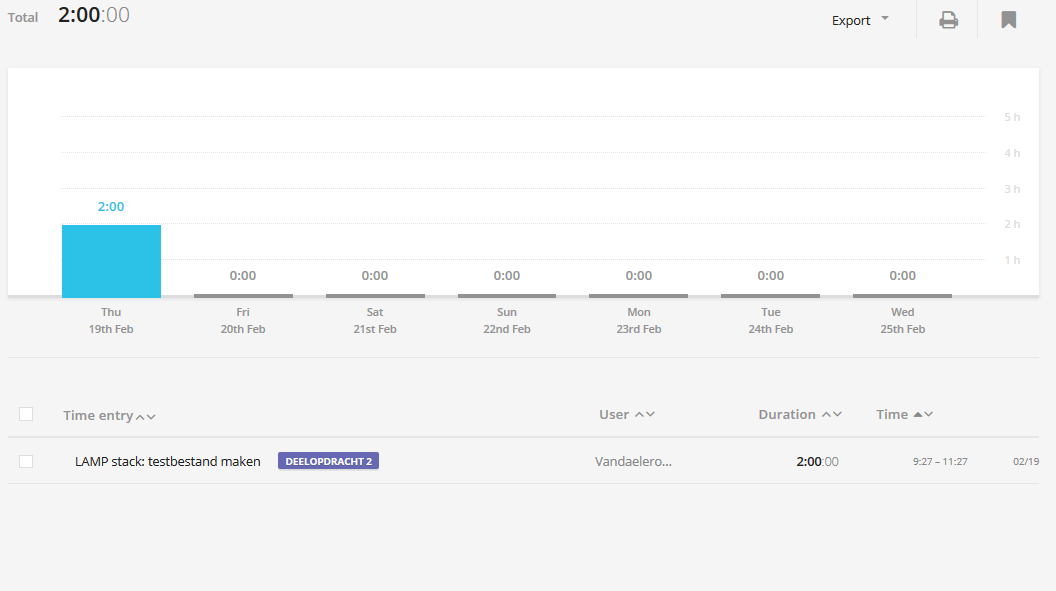 Total 2:00:00 Export
5 h
4 h
3 h
2:00 2 h
1 h
0:00 0:00 0:00 0:00 0:00 0:00
Thu Fri Sat Sun Mon Tue Wed
19th Feb 20th Feb 21st Feb 22nd Feb 23rd Feb 24th Feb 25th Feb
Time entry User Duration Time
LAMP stack: testbestand maken DEELOPDRACHT 2 Vandaelero... 2:00:00 9:27 – 11:27 02/19